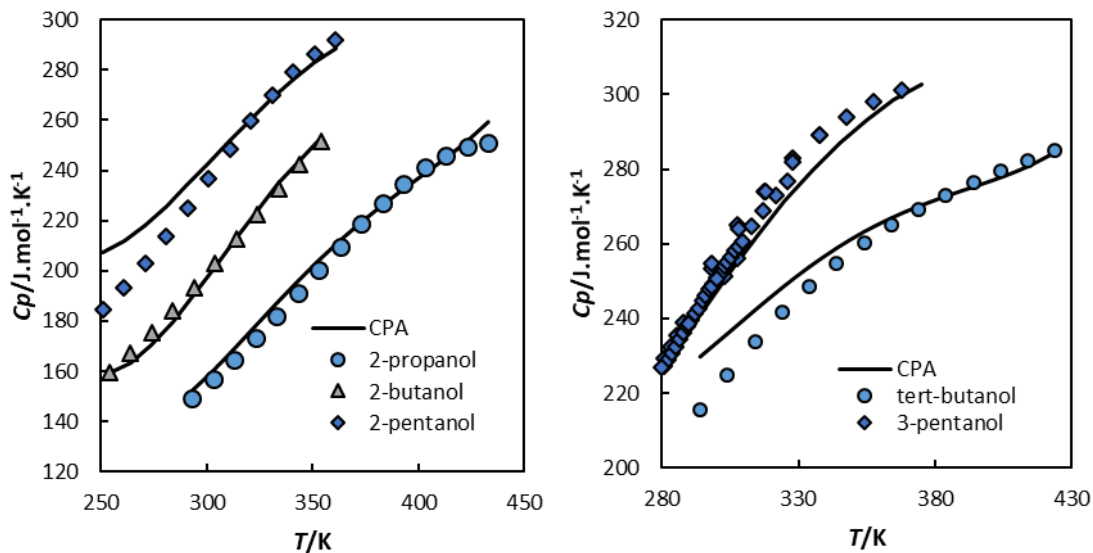 300
280
260
240
220
200
180
160
140
120
Cp/J.mol⁻¹.K⁻¹
CPA
2-propanol
2-butanol
2-pentanol
250
300
350
400
450
T/K
320
300
280
260
240
220
200
Cp/J.mol⁻¹.K⁻¹
CPA
tert-butanol
3-pentanol
280
330
380
430
T/K